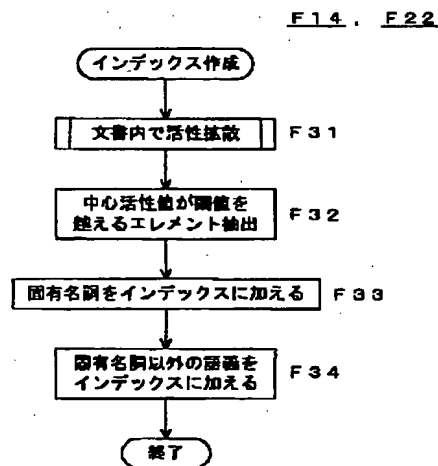 F14, F22
インデックス作成
文書内で活性拡散 F31
中心活性値が閾値を
越えるエレメント抽出 F32
固有名詞をインデックスに加える F33
固有名詞以外の語義を
インデックスに加える F34
終了